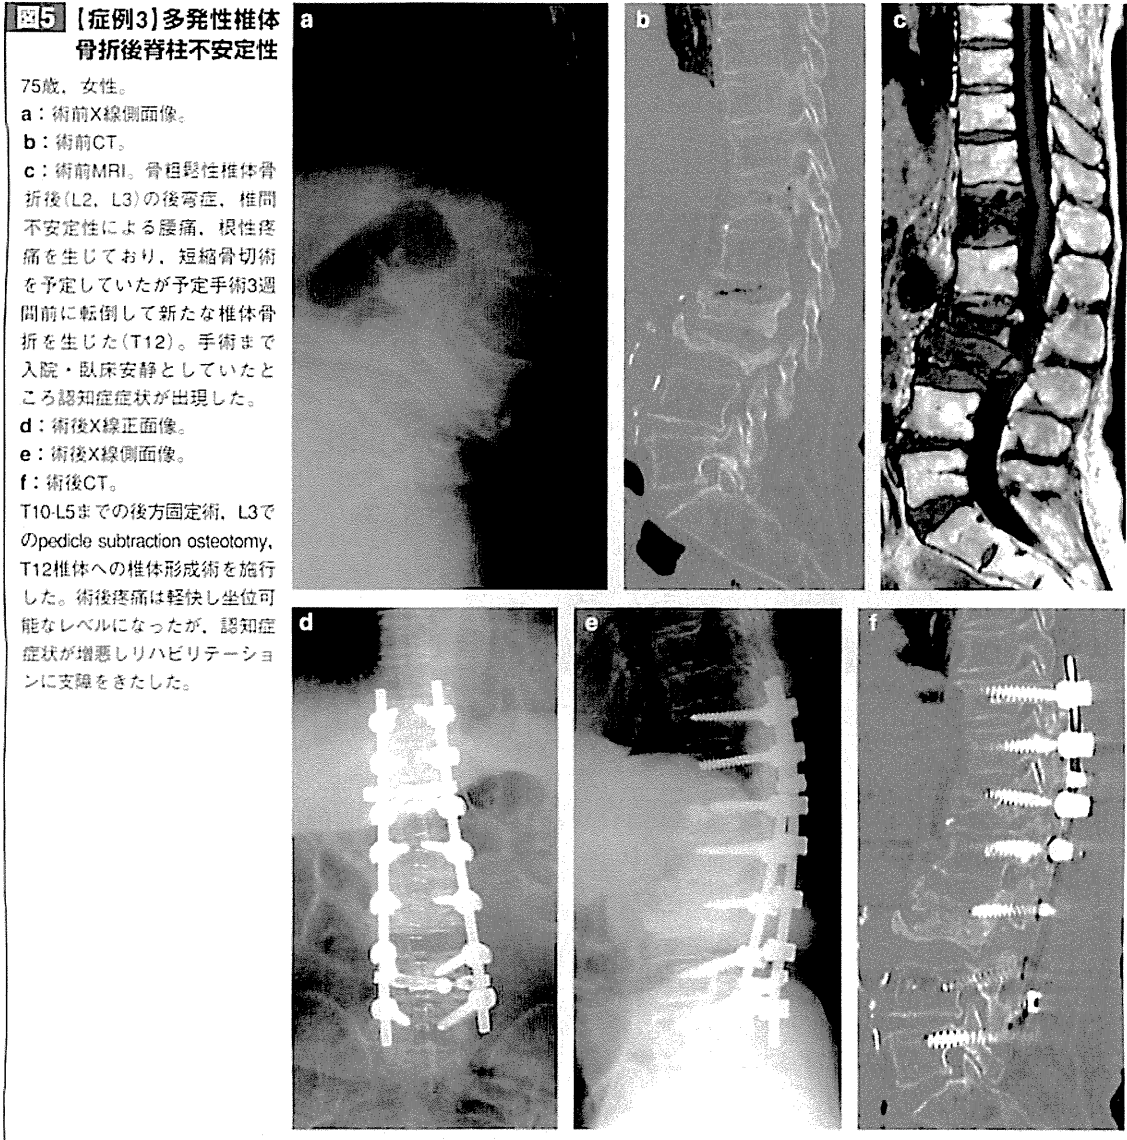 図5 【症例3】多発性椎体
骨折後脊柱不安定性
75歳，女性。
a：術前X線側面像。
b：術前CT。
c：術前MRI。骨粗鬆性椎体骨
折後(L2，L3)の後弯症，椎間
不安定性による腰痛，根性疼
痛を生じており，短縮骨切術
を予定していたが予定手術3週
間前に転倒して新たな椎体骨
折を生じた(T12)。手術まで
入院・臥床安静としていたと
ころ認知症症状が出現した。
d：術後X線正面像。
e：術後X線側面像。
f：術後CT。
T10-L5までの後方固定術，L3で
のpedicle subtraction osteotomy,
T12椎体への椎体形成術を施行
した。術後疼痛は軽快し坐位可
能なレベルになったが，認知症
症状が増悪しリハビリテーショ
ンに支障をきたした。
a
b
c
d
e
f